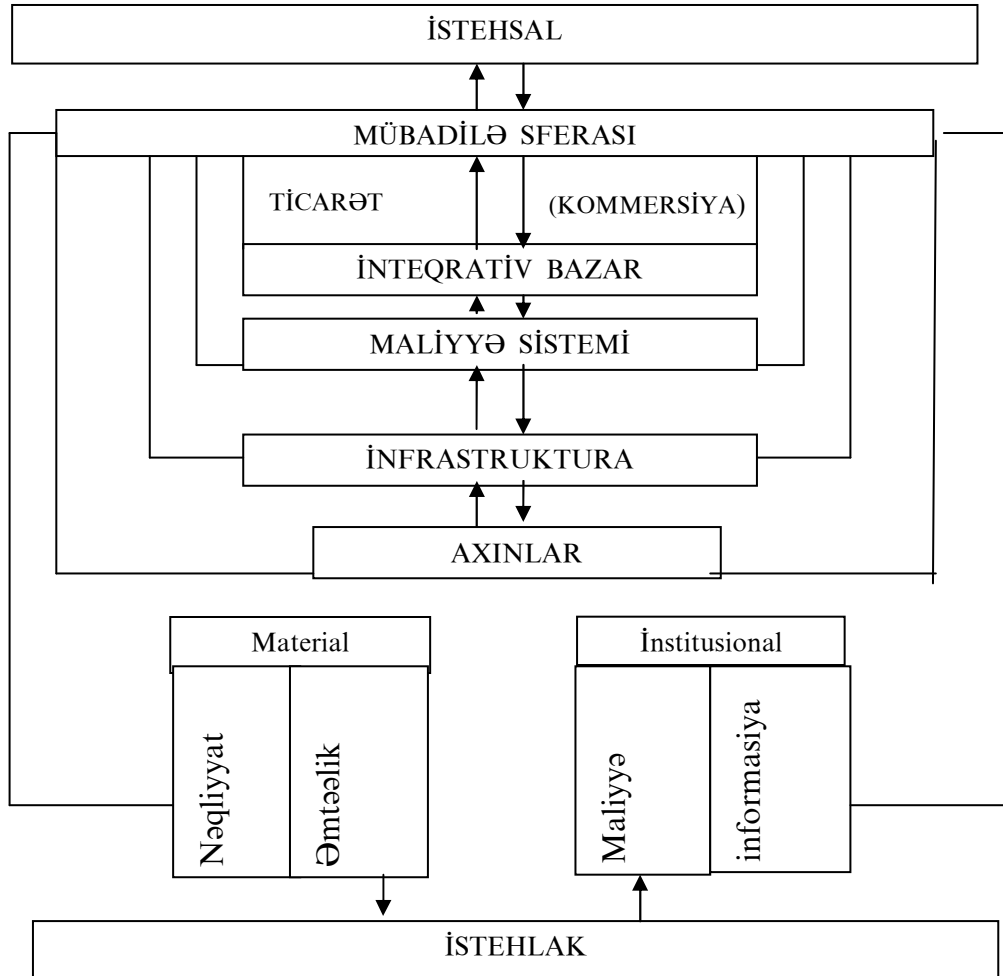 İSTEHSAL
MÜBADİLƏ SFERASI
TİCARƏT (KOMMERSİYA)
İNTEQRATİV BAZAR
MALİYYƏ SİSTEMİ
İNFRASTRUKTURA
AXINLAR
Material İnstitusional
Nəqliyyat
Əmtəəlik
Maliyyə
informasiya
İSTEHLAK